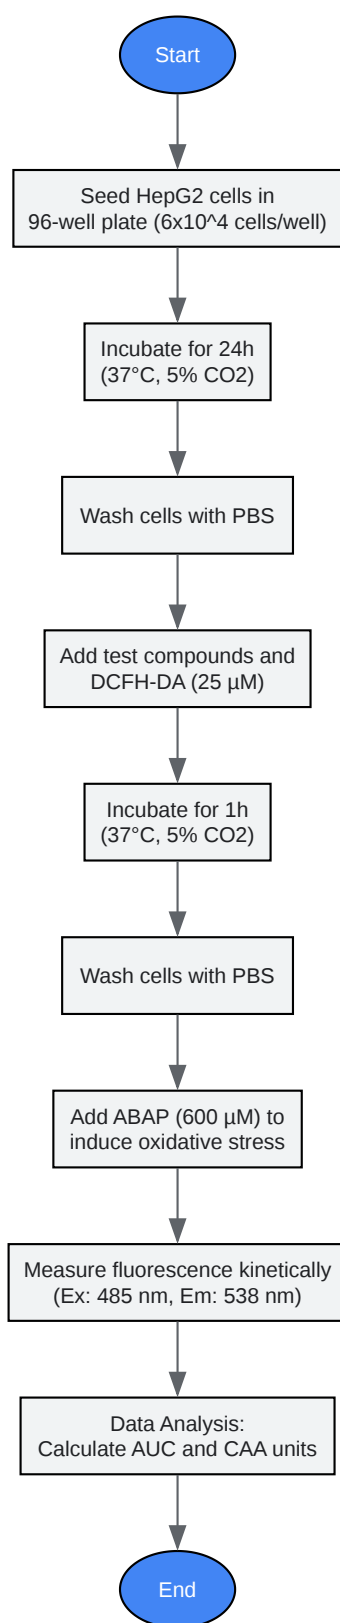 Start
Seed HepG2 cells in
96-well plate (6x10^4 cells/well)
Incubate for 24h
(37°C, 5% CO2)
Wash cells with PBS
Add test compounds and
DCFH-DA (25 µM)
Incubate for 1h
(37°C, 5% CO2)
Wash cells with PBS
Add ABAP (600 µM) to
induce oxidative stress
Measure fluorescence kinetically
(Ex: 485 nm, Em: 538 nm)
Data Analysis:
Calculate AUC and CAA units
End